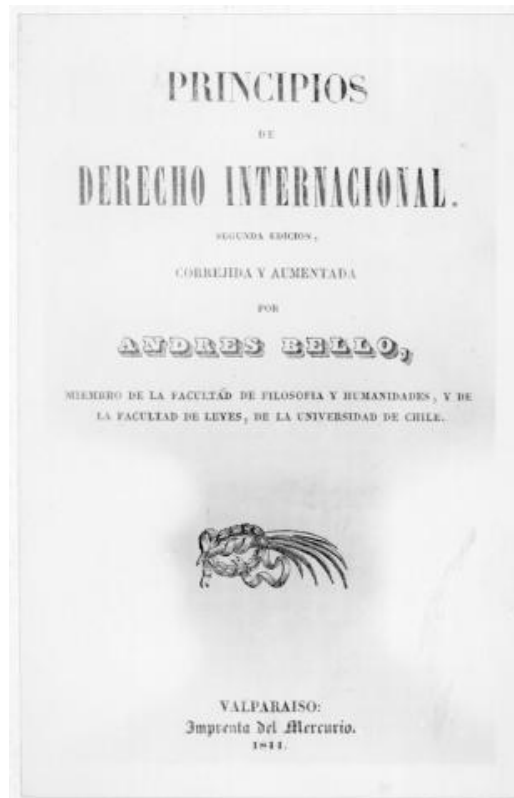 PRINCIPIOS
DE
DERECHO INTERNACIONAL.
SEGUNDA EDICION,
CORREJIDA Y AUMENTADA
POR
ANDRES BELLO,
MIEMBRO DE LA FACULTAD DE FILOSOFIA Y HUMANIDADES, Y DE
LA FACULTAD DE LEYES, DE LA UNIVERSIDAD DE CHILE.
VALPARAISO:
Imprenta del Mercurio.
1844.